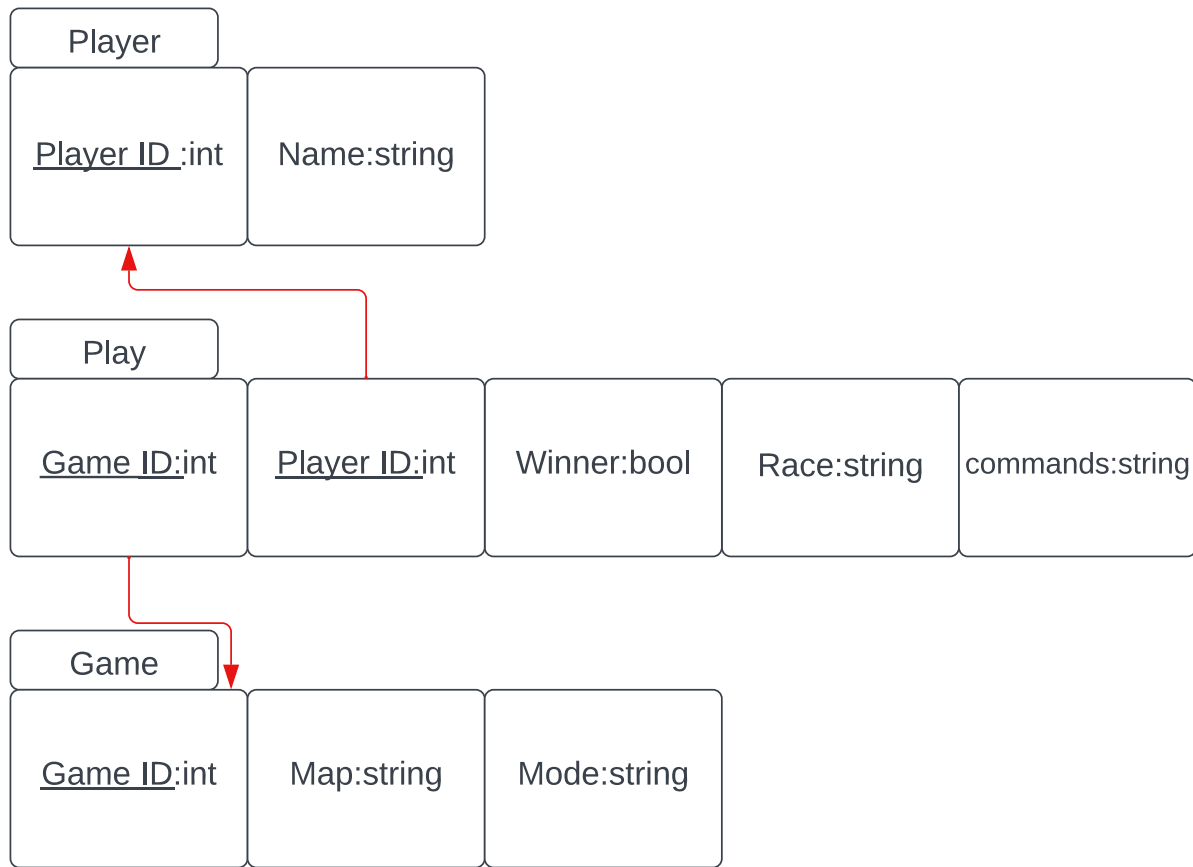 Player
Player ID :int
Name:string
Play
Game ID:int
Player ID:int
Winner:bool
Race:string
commands:string
Game
Game ID:int
Map:string
Mode:string